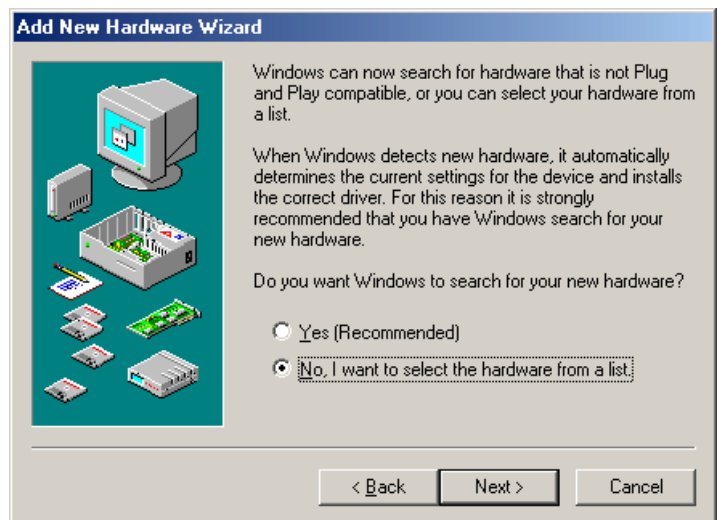 Add New Hardware Wizard
Windows can now search for hardware that is not Plug
and Play compatible, or you can select your hardware from
a list.
When Windows detects new hardware, it automatically
determines the current settings for the device and installs
the correct driver. For this reason it is strongly
recommended that you have Windows search for your
new hardware.
Do you want Windows to search for your new hardware?
Yes (Recommended)
No, I want to select the hardware from a list.
< Back
Next >
Cancel